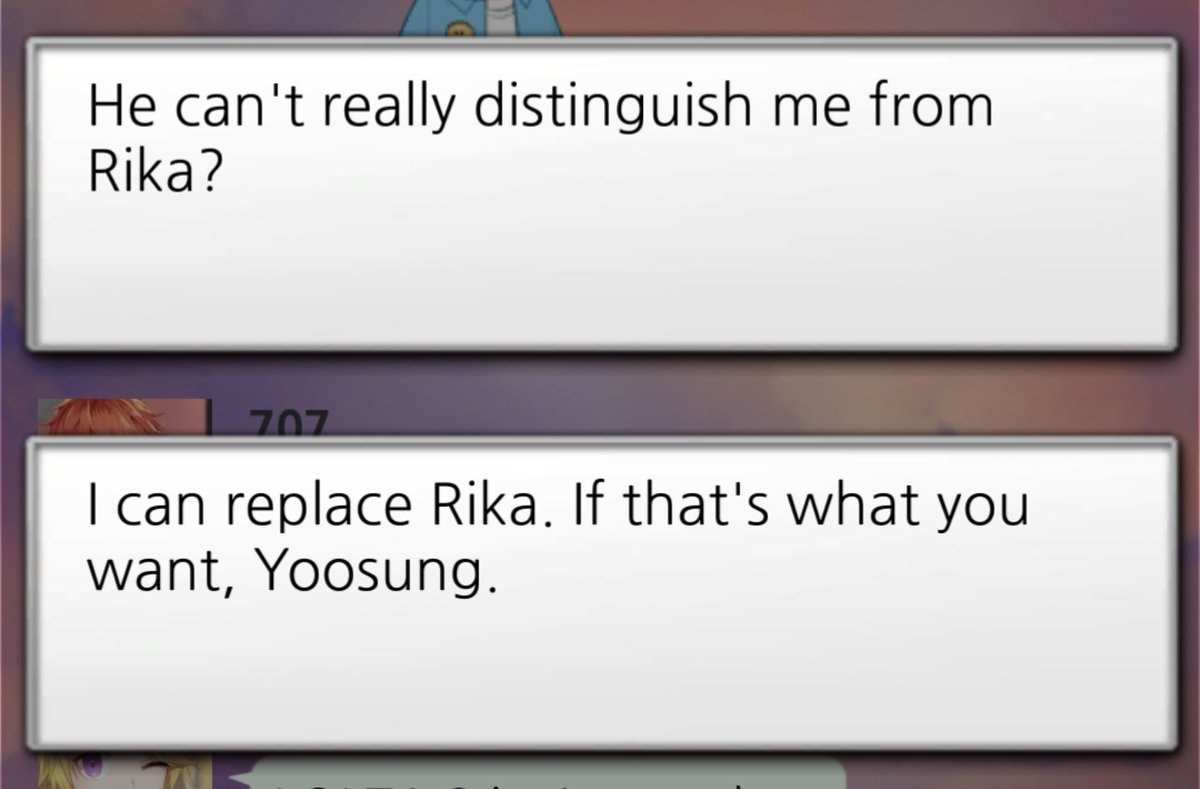 He can't really distinguish me from
Rika?
707
I can replace Rika. If that's what you
want, Yoosung.